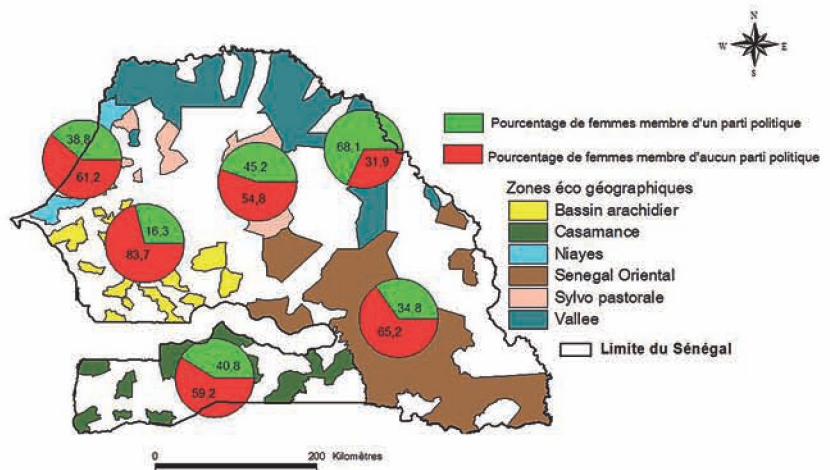 N
W E
S
Pourcentage de femmes membre d'un parti politique
Pourcentage de femmes membre d'aucun parti politique
Zones éco géographiques
Bassin arachidier
Casamance
Niayes
Senegal Oriental
Sylvo pastorale
Vallee
Limite du Sénégal
38,8
61,2
45,2
54,8
68,1
31,9
16,3
83,7
34,8
65,2
40,8
59,2
0 200 Kilomètres